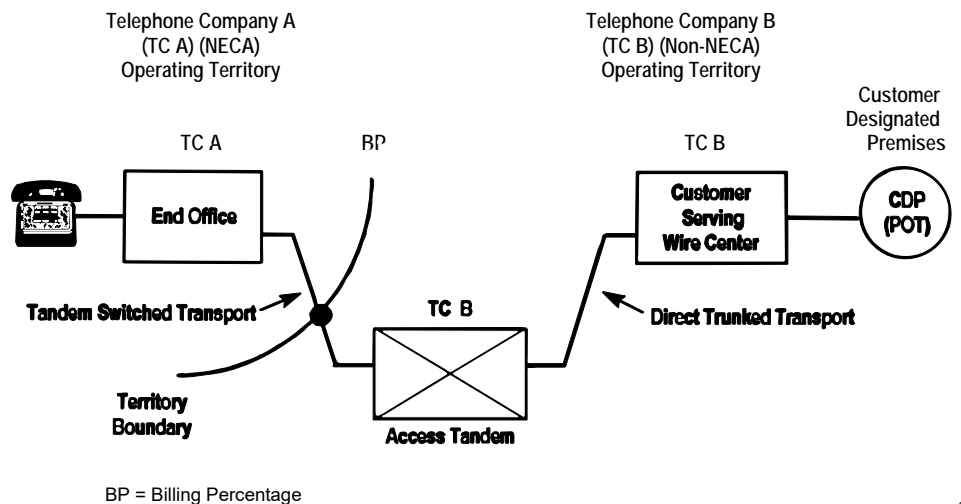 Telephone Company A
(TC A) (NECA)
Operating Territory
Telephone Company B
(TC B) (Non-NECA)
Operating Territory
Customer
Designated
Premises
TC A
BP
TC B
End Office
Customer
Serving
Wire Center
CDP
(POT)
Tandem Switched Transport
TC B
Direct Trunked Transport
Territory
Boundary
Access Tandem
BP = Billing Percentage